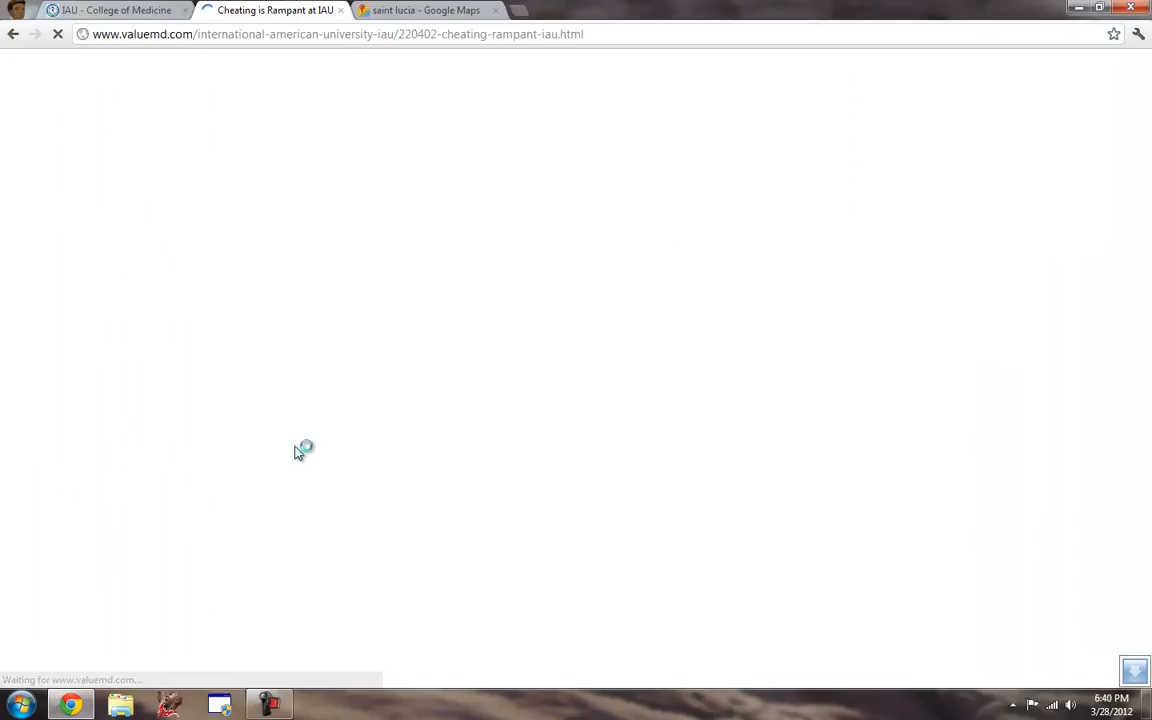 IAU - College of Medicine
Cheating is Rampant at IAU
saint lucia - Google Maps
www.valuemd.com/international-american-university-iau/220402-cheating-rampant-iau.html
Waiting for www.valuemd.com...
6:40 PM
3/28/2012